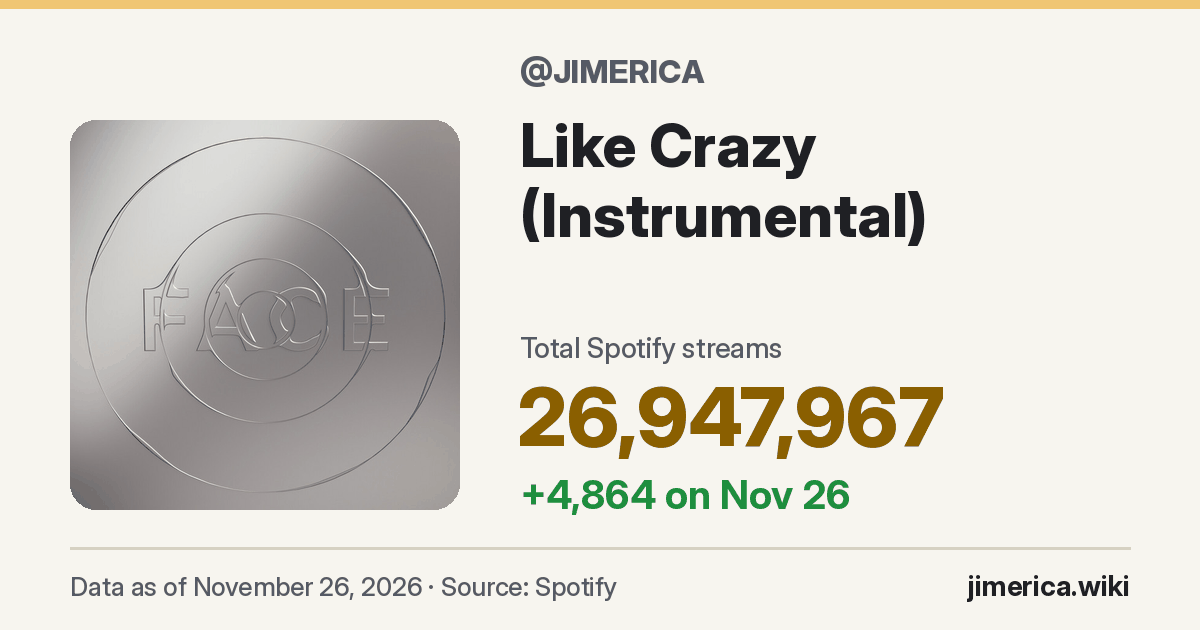 @JIMERICA
Like Crazy
(Instrumental)
FACE
Total Spotify streams
26,947,967
+4,864 on Nov 26
Data as of November 26, 2026 · Source: Spotify
jimerica.wiki